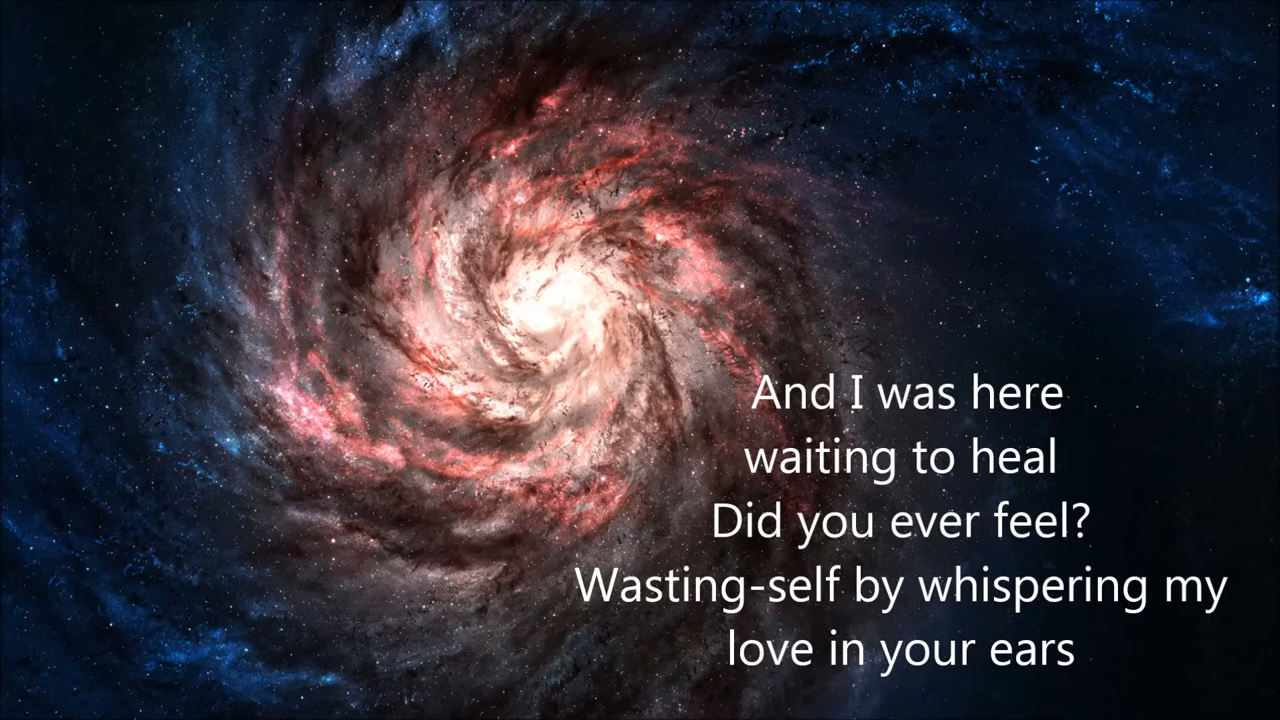 And I was here
waiting to heal
Did you ever feel?
Wasting-self by whispering my
love in your ears